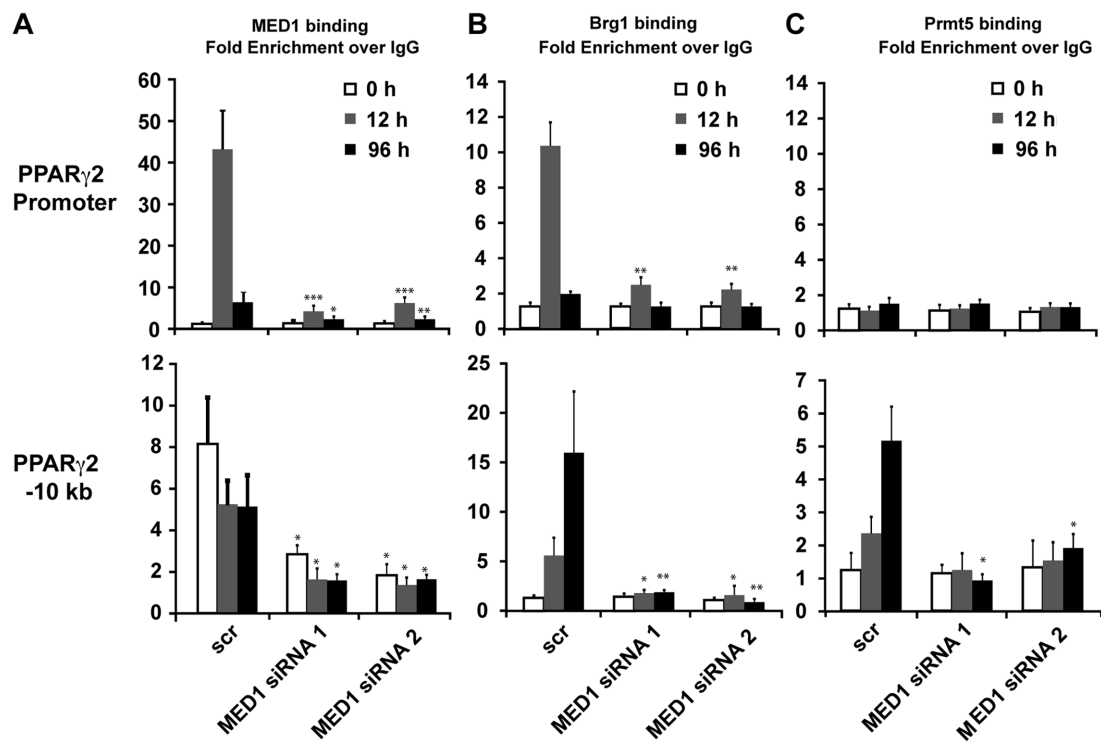 A
MED1 binding
Fold Enrichment over IgG
B
Brg1 binding
Fold Enrichment over IgG
C
Prmt5 binding
Fold Enrichment over IgG
PPARγ2
Promoter
60
50
40
30
20
10
0
0 h
12 h
96 h
***
*
***
**
14
12
10
8
6
4
2
0
0 h
12 h
96 h
**
**
14
12
10
8
6
4
2
0
0 h
12 h
96 h
PPARγ2
-10 kb
12
10
8
6
4
2
0
*
*
*
*
*
*
scr
MED1 siRNA 1
MED1 siRNA 2
25
20
15
10
5
0
*
**
*
**
scr
MED1 siRNA 1
MED1 siRNA 2
7
6
5
4
3
2
1
0
*
*
scr
MED1 siRNA 1
MED1 siRNA 2